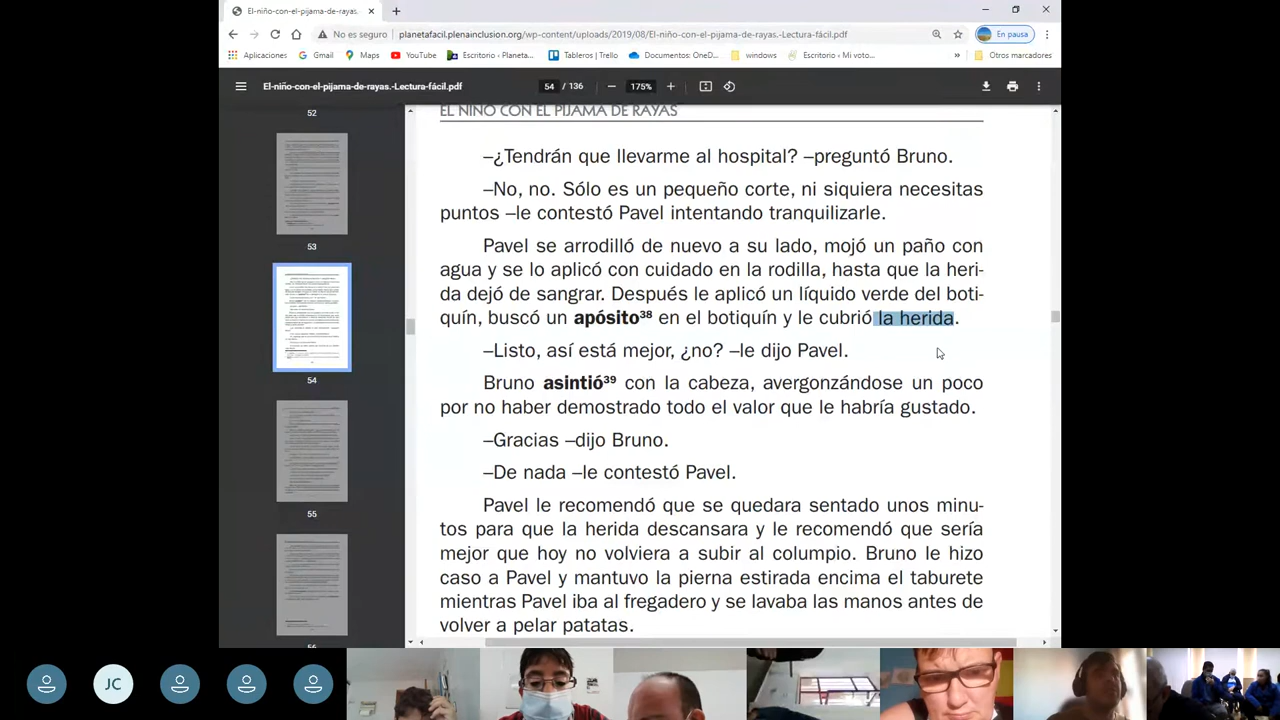 El-niño-con-el-pijama-de-rayas.-L
No es seguro
planetafacil.plenainclusion.org/wp-content/uploads/2019/08/El-niño-con-el-pijama-de-rayas.-Lectura-fácil.pdf
En pausa
Aplicaciones
Gmail
Maps
YouTube
Escritorio - Planeta...
Tableros | Trello
Documentos: OneD...
windows
Escritorio | Mi voto...
Otros marcadores
El-niño-con-el-pijama-de-rayas.-Lectura-fácil.pdf
54 / 136
175%
52
53
54
55
EL NIÑO CON EL PIJAMA DE RAYAS
–¿Tendrán que llevarme al hospital? –preguntó Bruno.
–No, no. Sólo es un pequeño corte, ni siquiera necesitas
puntos –le contestó Pavel intentando tranquilizarle.
Pavel se arrodilló de nuevo a su lado, mojó un paño con
agua y se lo aplicó con cuidado en la rodilla, hasta que la heri-
da dejó de sangrar. Después le untó un líquido verde del boti-
quín, buscó un apósito³⁸ en el botiquín y le cubrió la herida.
–Listo, así está mejor, ¿no? –le dijo Pavel.
Bruno asintió³⁹ con la cabeza, avergonzándose un poco
por no haber demostrado todo el valor que le habría gustado.
–Gracias –dijo Bruno.
–De nada –le contestó Pavel.
Pavel le recomendó que se quedara sentado unos minu-
tos para que la herida descansara y le recomendó que sería
mejor que hoy no volviera a subir al columpio. Bruno le hizo
caso a Pavel y mantuvo la pierna estirada encima el taburete
mientras Pavel iba al fregadero y se lavaba las manos antes de
volver a pelar patatas.
JC